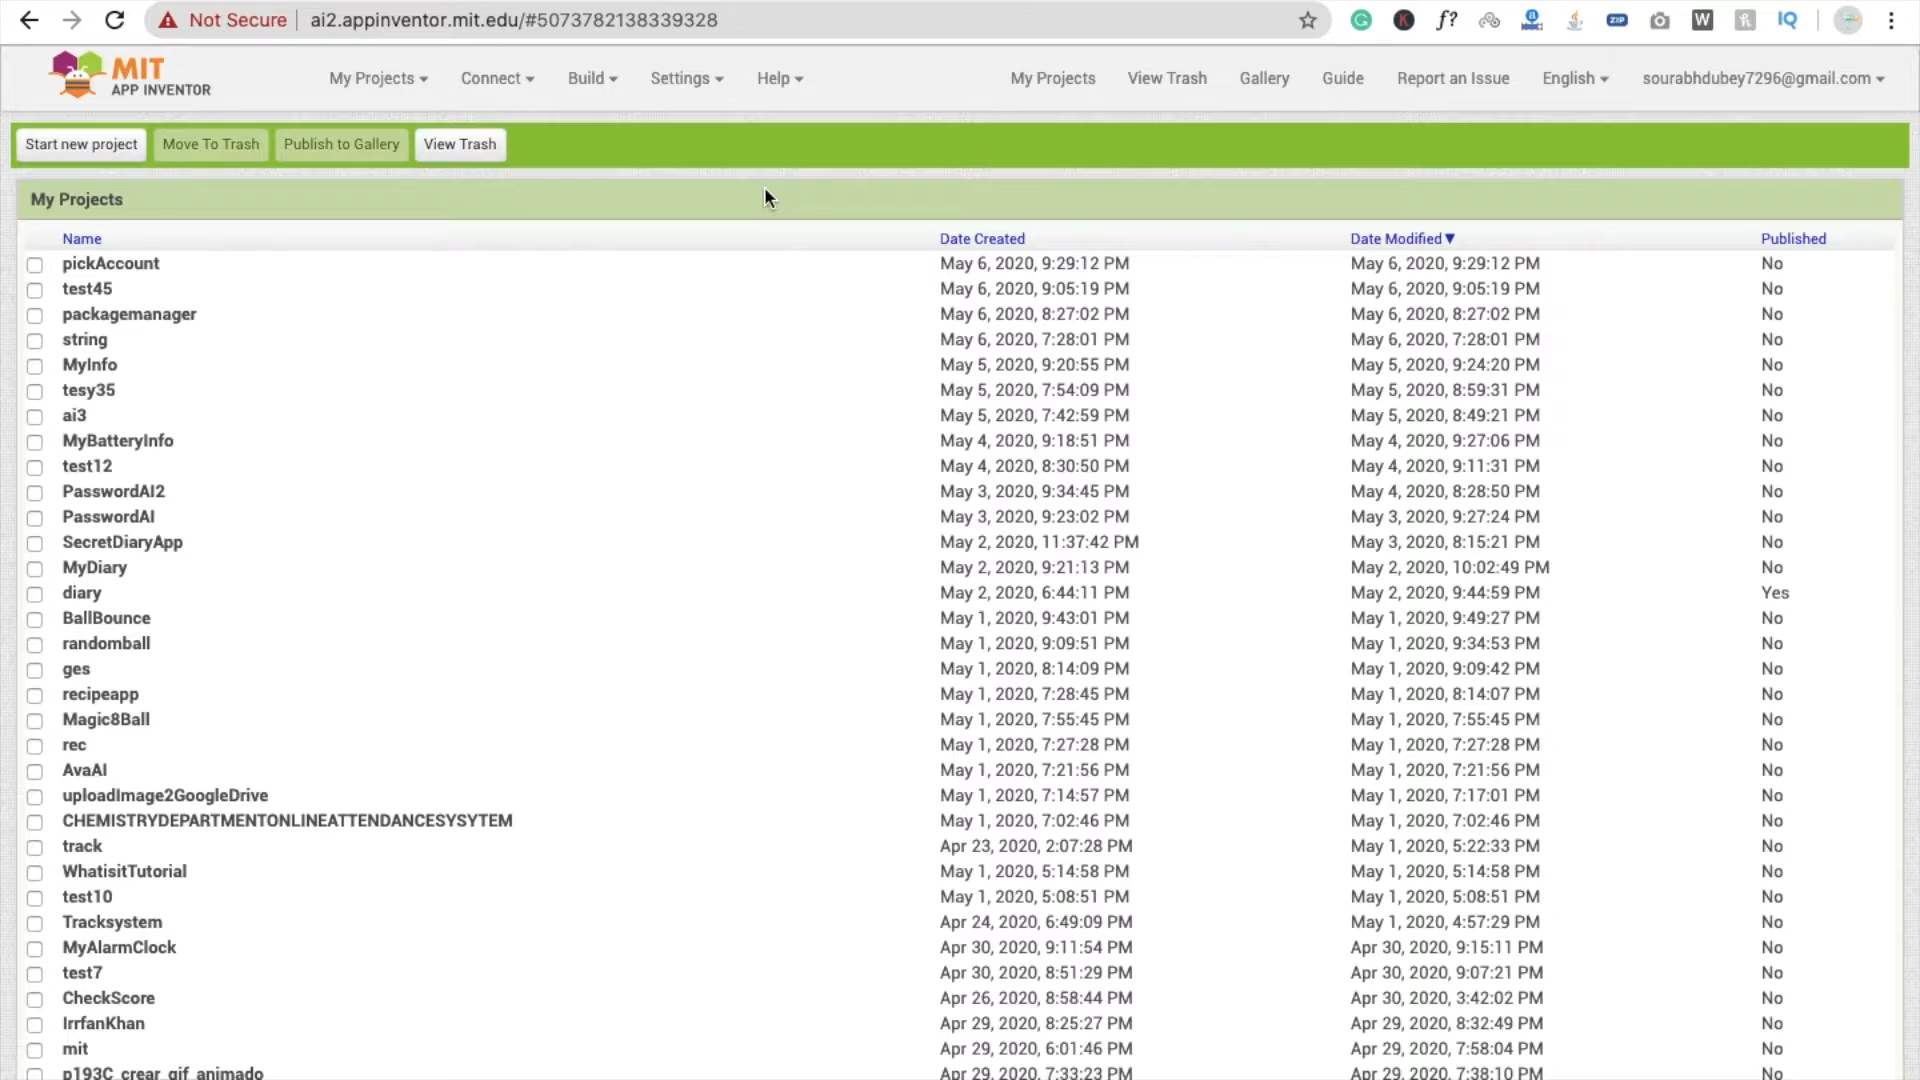 Not Secure ai2.appinventor.mit.edu/#5073782138339328
MIT
APP INVENTOR
My Projects Connect Build Settings Help My Projects View Trash Gallery Guide Report an Issue English sourabhdubey7296@gmail.com
Start new project Move To Trash Publish to Gallery View Trash
My Projects
Name Date Created Date Modified Published
pickAccount May 6, 2020, 9:29:12 PM May 6, 2020, 9:29:12 PM No
test45 May 6, 2020, 9:05:19 PM May 6, 2020, 9:05:19 PM No
packagemanager May 6, 2020, 8:27:02 PM May 6, 2020, 8:27:02 PM No
string May 6, 2020, 7:28:01 PM May 6, 2020, 7:28:01 PM No
MyInfo May 5, 2020, 9:20:55 PM May 5, 2020, 9:24:20 PM No
tesy35 May 5, 2020, 7:54:09 PM May 5, 2020, 8:59:31 PM No
ai3 May 5, 2020, 7:42:59 PM May 5, 2020, 8:49:21 PM No
MyBatteryInfo May 4, 2020, 9:18:51 PM May 4, 2020, 9:27:06 PM No
test12 May 4, 2020, 8:30:50 PM May 4, 2020, 9:11:31 PM No
PasswordAI2 May 3, 2020, 9:34:45 PM May 4, 2020, 8:28:50 PM No
PasswordAI May 3, 2020, 9:23:02 PM May 3, 2020, 9:27:24 PM No
SecretDiaryApp May 2, 2020, 11:37:42 PM May 3, 2020, 8:15:21 PM No
MyDiary May 2, 2020, 9:21:13 PM May 2, 2020, 10:02:49 PM No
diary May 2, 2020, 6:44:11 PM May 2, 2020, 9:44:59 PM Yes
BallBounce May 1, 2020, 9:43:01 PM May 1, 2020, 9:49:27 PM No
randomball May 1, 2020, 9:09:51 PM May 1, 2020, 9:34:53 PM No
ges May 1, 2020, 8:14:09 PM May 1, 2020, 9:09:42 PM No
recipeapp May 1, 2020, 7:28:45 PM May 1, 2020, 8:14:07 PM No
Magic8Ball May 1, 2020, 7:55:45 PM May 1, 2020, 7:55:45 PM No
rec May 1, 2020, 7:27:28 PM May 1, 2020, 7:27:28 PM No
AvaAI May 1, 2020, 7:21:56 PM May 1, 2020, 7:21:56 PM No
uploadImage2GoogleDrive May 1, 2020, 7:14:57 PM May 1, 2020, 7:17:01 PM No
CHEMISTRYDEPARTMENTONLINEATTENDANCESYSYTEM May 1, 2020, 7:02:46 PM May 1, 2020, 7:02:46 PM No
track Apr 23, 2020, 2:07:28 PM May 1, 2020, 5:22:33 PM No
WhatisitTutorial May 1, 2020, 5:14:58 PM May 1, 2020, 5:14:58 PM No
test10 May 1, 2020, 5:08:51 PM May 1, 2020, 5:08:51 PM No
Tracksystem Apr 24, 2020, 6:49:09 PM May 1, 2020, 4:57:29 PM No
MyAlarmClock Apr 30, 2020, 9:11:54 PM Apr 30, 2020, 9:15:11 PM No
test7 Apr 30, 2020, 8:51:29 PM Apr 30, 2020, 9:07:21 PM No
CheckScore Apr 26, 2020, 8:58:44 PM Apr 30, 2020, 3:42:02 PM No
IrrfanKhan Apr 29, 2020, 8:25:27 PM Apr 29, 2020, 8:32:49 PM No
mit Apr 29, 2020, 6:01:46 PM Apr 29, 2020, 7:58:04 PM No
p193C_crear_gif_animado Apr 29, 2020, 7:33:23 PM Apr 29, 2020, 7:38:10 PM No